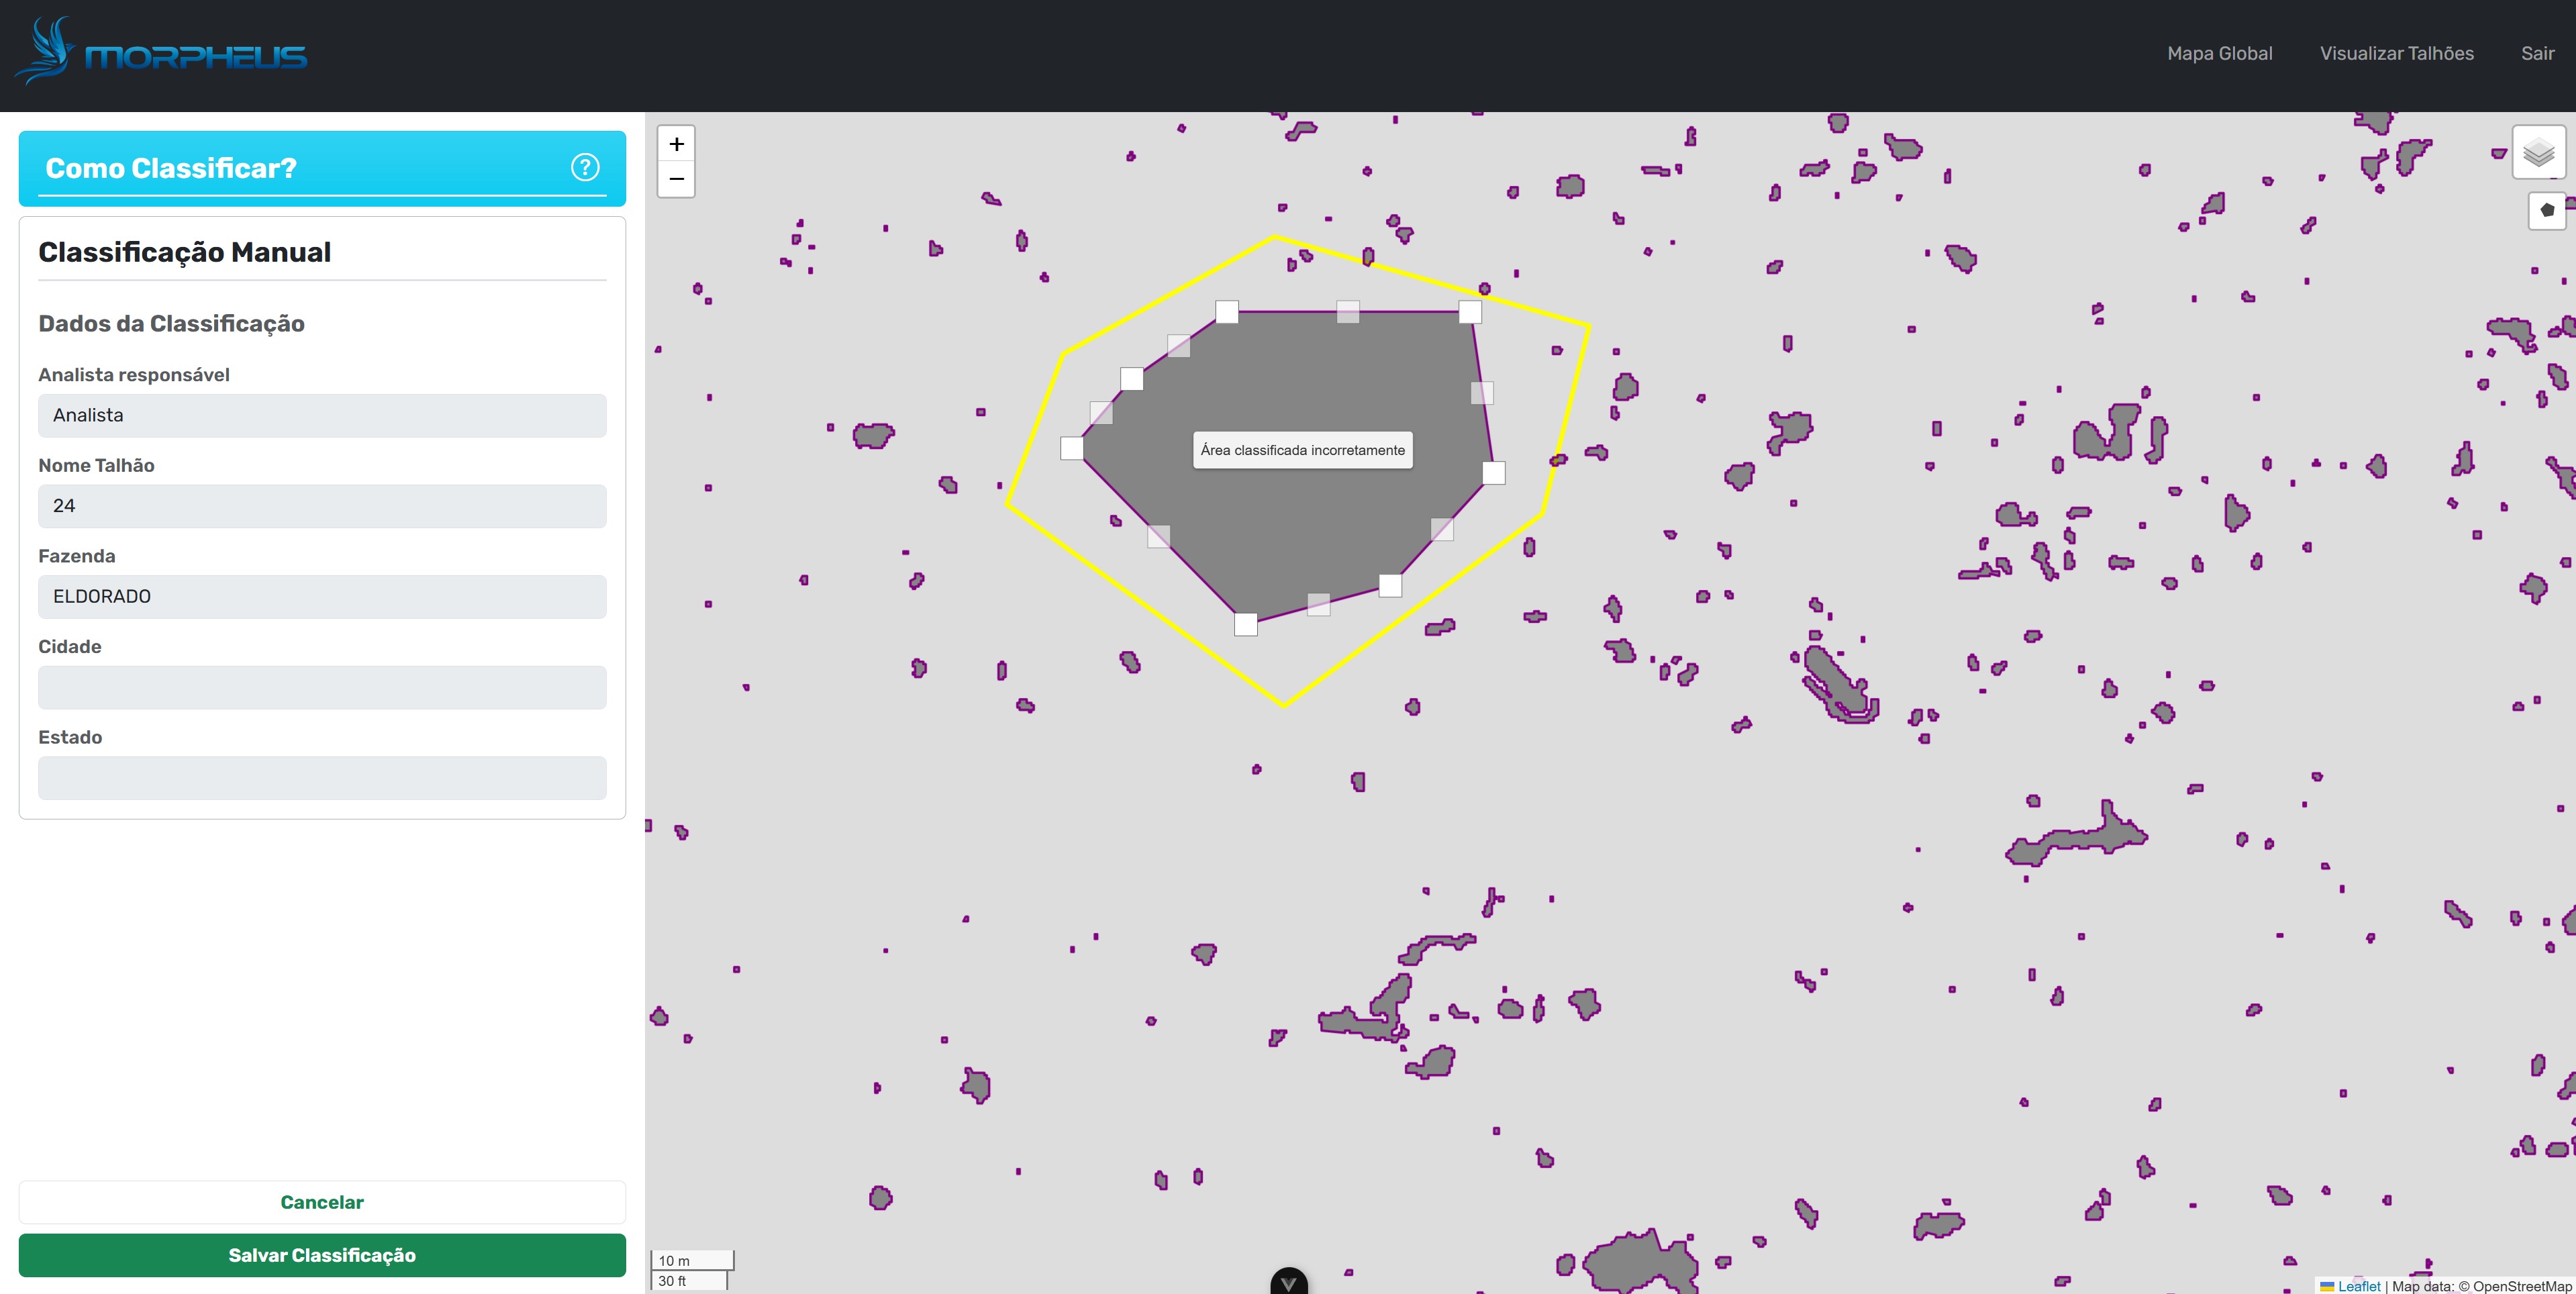 MORPHEUS
Mapa Global
Visualizar Talhões
Sair
Como Classificar?
?
Classificação Manual
Dados da Classificação
Analista responsável
Analista
Nome Talhão
24
Fazenda
ELDORADO
Cidade
Estado
Cancelar
Salvar Classificação
+
−
Área classificada incorretamente
10 m
30 ft
Leaflet | Map data: © OpenStreetMap